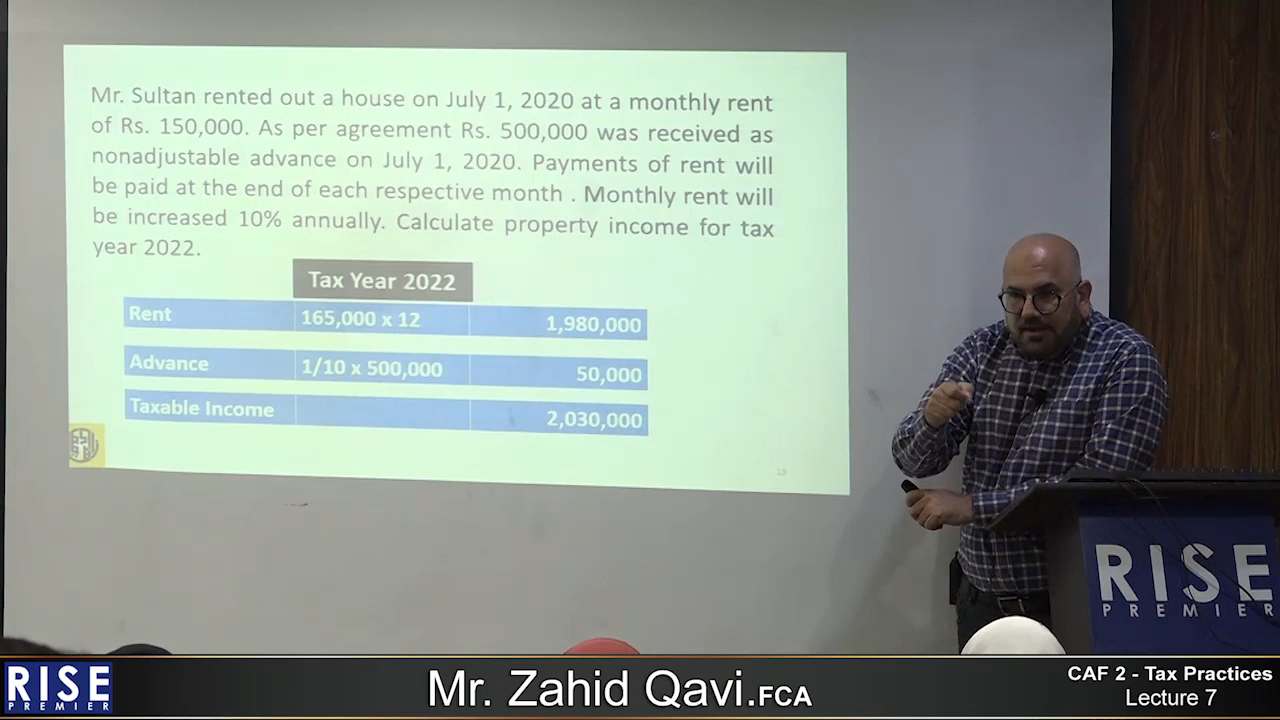 Mr. Sultan rented out a house on July 1, 2020 at a monthly rent
of Rs. 150,000. As per agreement Rs. 500,000 was received as
nonadjustable advance on July 1, 2020. Payments of rent will
be paid at the end of each respective month . Monthly rent will
be increased 10% annually. Calculate property income for tax
year 2022.
Tax Year 2022
Rent 165,000 x 12 1,980,000
Advance 1/10 x 500,000 50,000
Taxable Income 2,030,000
13
RISE
PREMIER
RISE
PREMIER
Mr. Zahid Qavi.FCA
CAF 2 - Tax Practices
Lecture 7